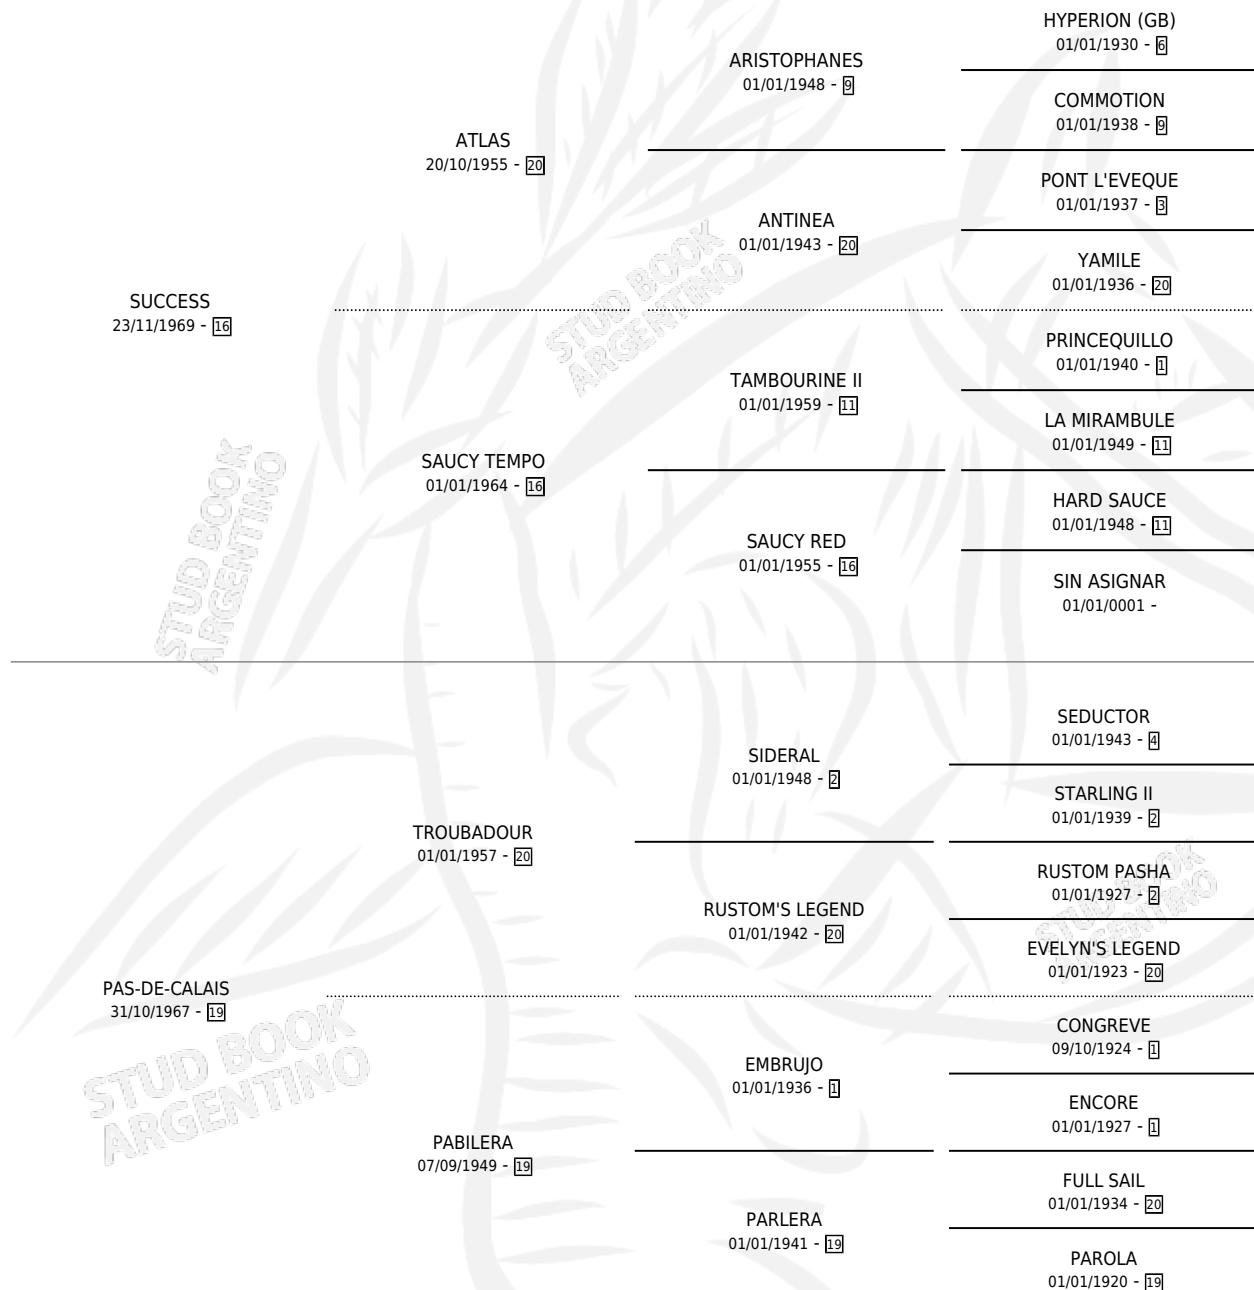 HYPERION (GB)
01/01/1930 - 6
ARISTOPHANES
01/01/1948 - 9
COMMOTION
01/01/1938 - 9
ATLAS
20/10/1955 - 20
PONT L'EVEQUE
01/01/1937 - 3
ANTINEA
01/01/1943 - 20
YAMILE
01/01/1936 - 20
SUCCESS
23/11/1969 - 16
STUD BOOK
ARGENTINO
PRINCEQUILLO
01/01/1940 - 1
TAMBOURINE II
01/01/1959 - 11
LA MIRAMBULE
01/01/1949 - 11
SAUCY TEMPO
01/01/1964 - 16
HARD SAUCE
01/01/1948 - 11
SAUCY RED
01/01/1955 - 16
SIN ASIGNAR
01/01/0001 -
STUD BOOK
ARGENTINO
SEDUCTOR
01/01/1943 - 4
SIDERAL
01/01/1948 - 2
STARLING II
01/01/1939 - 2
TROUBADOUR
01/01/1957 - 20
RUSTOM PASHA
01/01/1927 - 2
RUSTOM'S LEGEND
01/01/1942 - 20
STUD BOOK
ARGENTINO
EVELYN'S LEGEND
01/01/1923 - 20
PAS-DE-CALAIS
31/10/1967 - 19
CONGREVE
09/10/1924 - 1
EMBRUJO
01/01/1936 - 1
STUD BOOK
ARGENTINO
ENCORE
01/01/1927 - 1
PABILERA
07/09/1949 - 19
FULL SAIL
01/01/1934 - 20
PARLERA
01/01/1941 - 19
PAROLA
01/01/1920 - 19